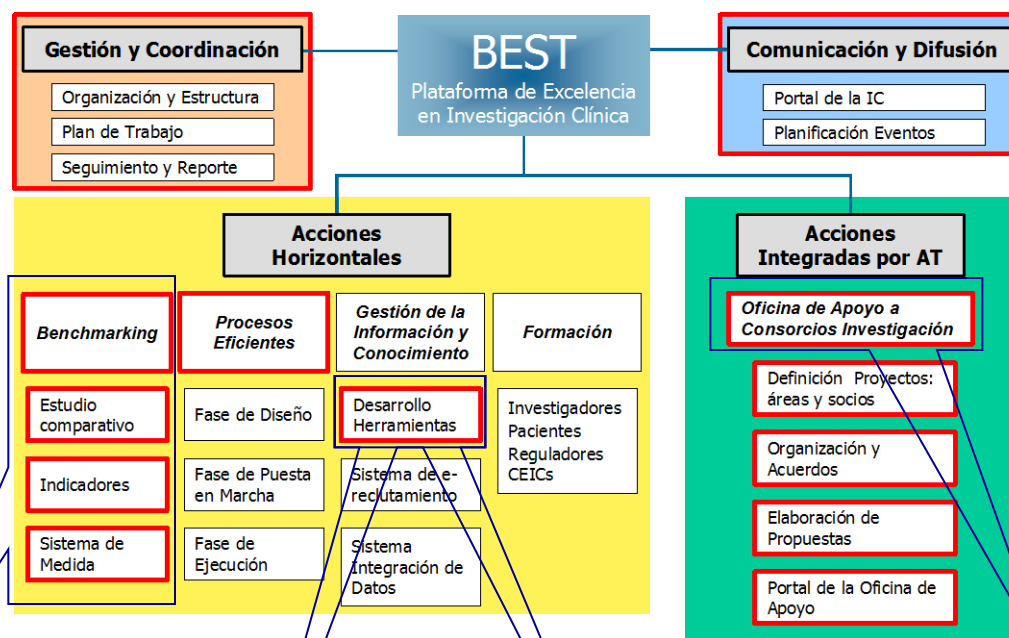 Gestión y Coordinación
Organización y Estructura
Plan de Trabajo
Seguimiento y Reporte
BEST
Plataforma de Excelencia
en Investigación Clínica
Comunicación y Difusión
Portal de la IC
Planificación Eventos
Acciones
Horizontales
Benchmarking
Estudio
comparativo
Indicadores
Sistema de
Medida
Procesos
Eficientes
Fase de Diseño
Fase de Puesta
en Marcha
Fase de
Ejecución
Gestión de la
Información y
Conocimiento
Desarrollo
Herramientas
Sistema de e-
reclutamiento
Sistema
Integración de
Datos
Formación
Investigadores
Pacientes
Reguladores
CEICs
Acciones
Integradas por AT
Oficina de Apoyo a
Consorcios Investigación
Definición Proyectos:
áreas y socios
Organización y
Acuerdos
Elaboración de
Propuestas
Portal de la Oficina de
Apoyo